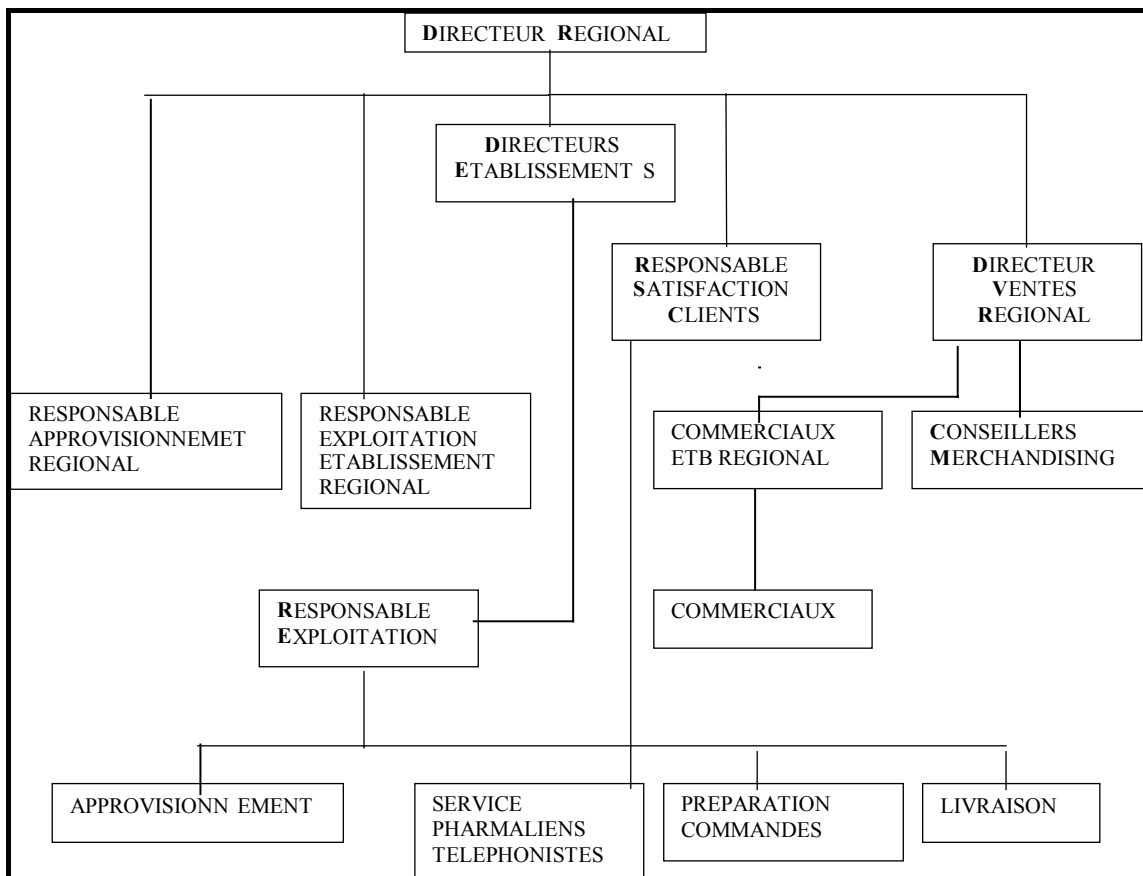 DIRECTEUR REGIONAL
DIRECTEURS
ETABLISSEMENT S
RESPONSABLE
SATISFACTION
CLIENTS
DIRECTEUR
VENTES
REGIONAL
RESPONSABLE
APPROVISIONNEMET
REGIONAL
RESPONSABLE
EXPLOITATION
ETABLISSEMENT
REGIONAL
COMMERCIAUX
ETB REGIONAL
CONSEILLERS
MERCHANDISING
RESPONSABLE
EXPLOITATION
COMMERCIAUX
APPROVISIONN EMENT
SERVICE
PHARMALIENS
TELEPHONISTES
PREPARATION
COMMANDES
LIVRAISON